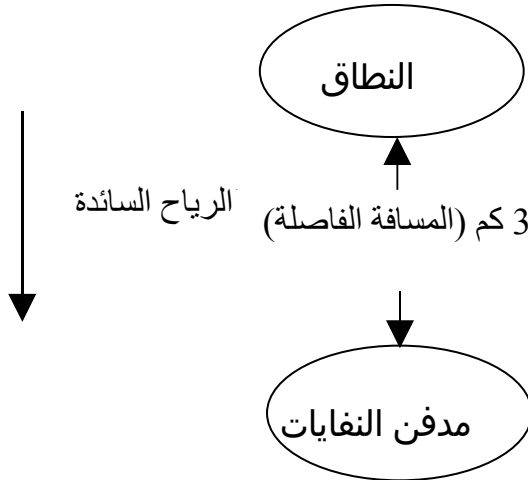 النطاق
الرياح السائدة
3 كم (المسافة الفاصلة)
مدفن النفايات